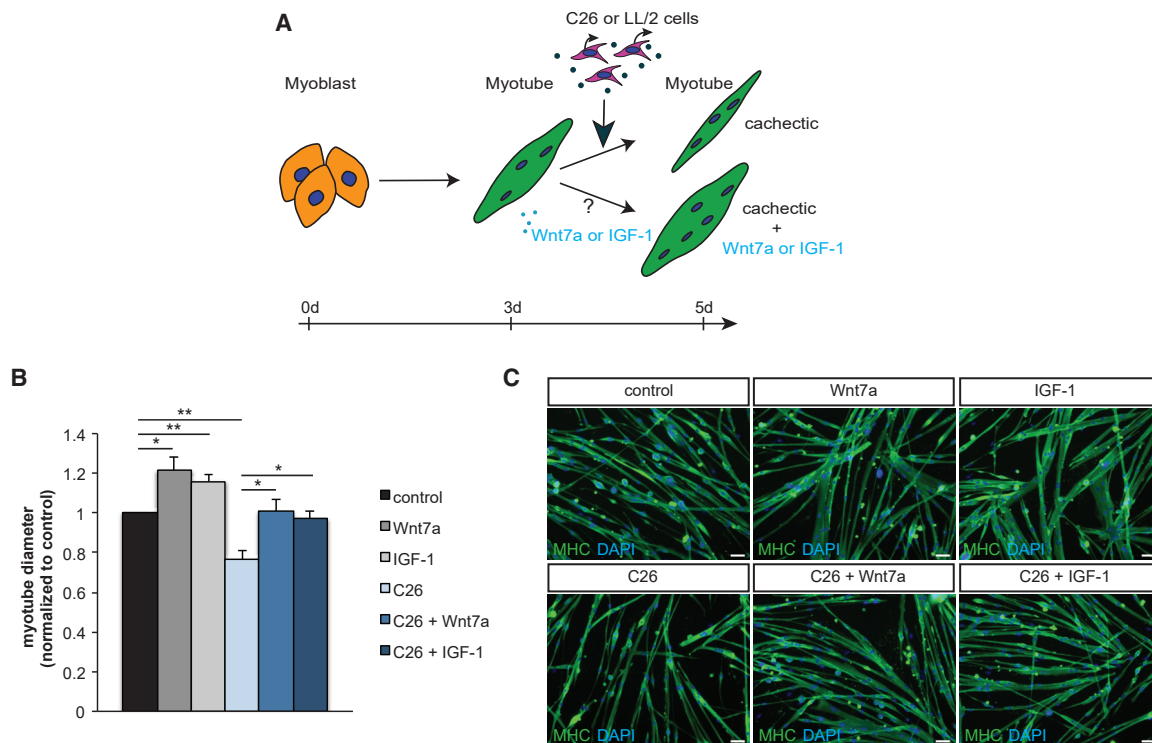 A
C26 or LL/2 cells
Myoblast
Myotube
Myotube
cachectic
?
Wnt7a or IGF-1
cachectic
+
Wnt7a or IGF-1
0d
3d
5d
B
myotube diameter
(normalized to control)
1.4
1.2
1
0.8
0.6
0.4
0.2
0
**
**
*
*
*
control
Wnt7a
IGF-1
C26
C26 + Wnt7a
C26 + IGF-1
C
control
Wnt7a
IGF-1
MHC DAPI
MHC DAPI
MHC DAPI
C26
C26 + Wnt7a
C26 + IGF-1
MHC DAPI
MHC DAPI
MHC DAPI